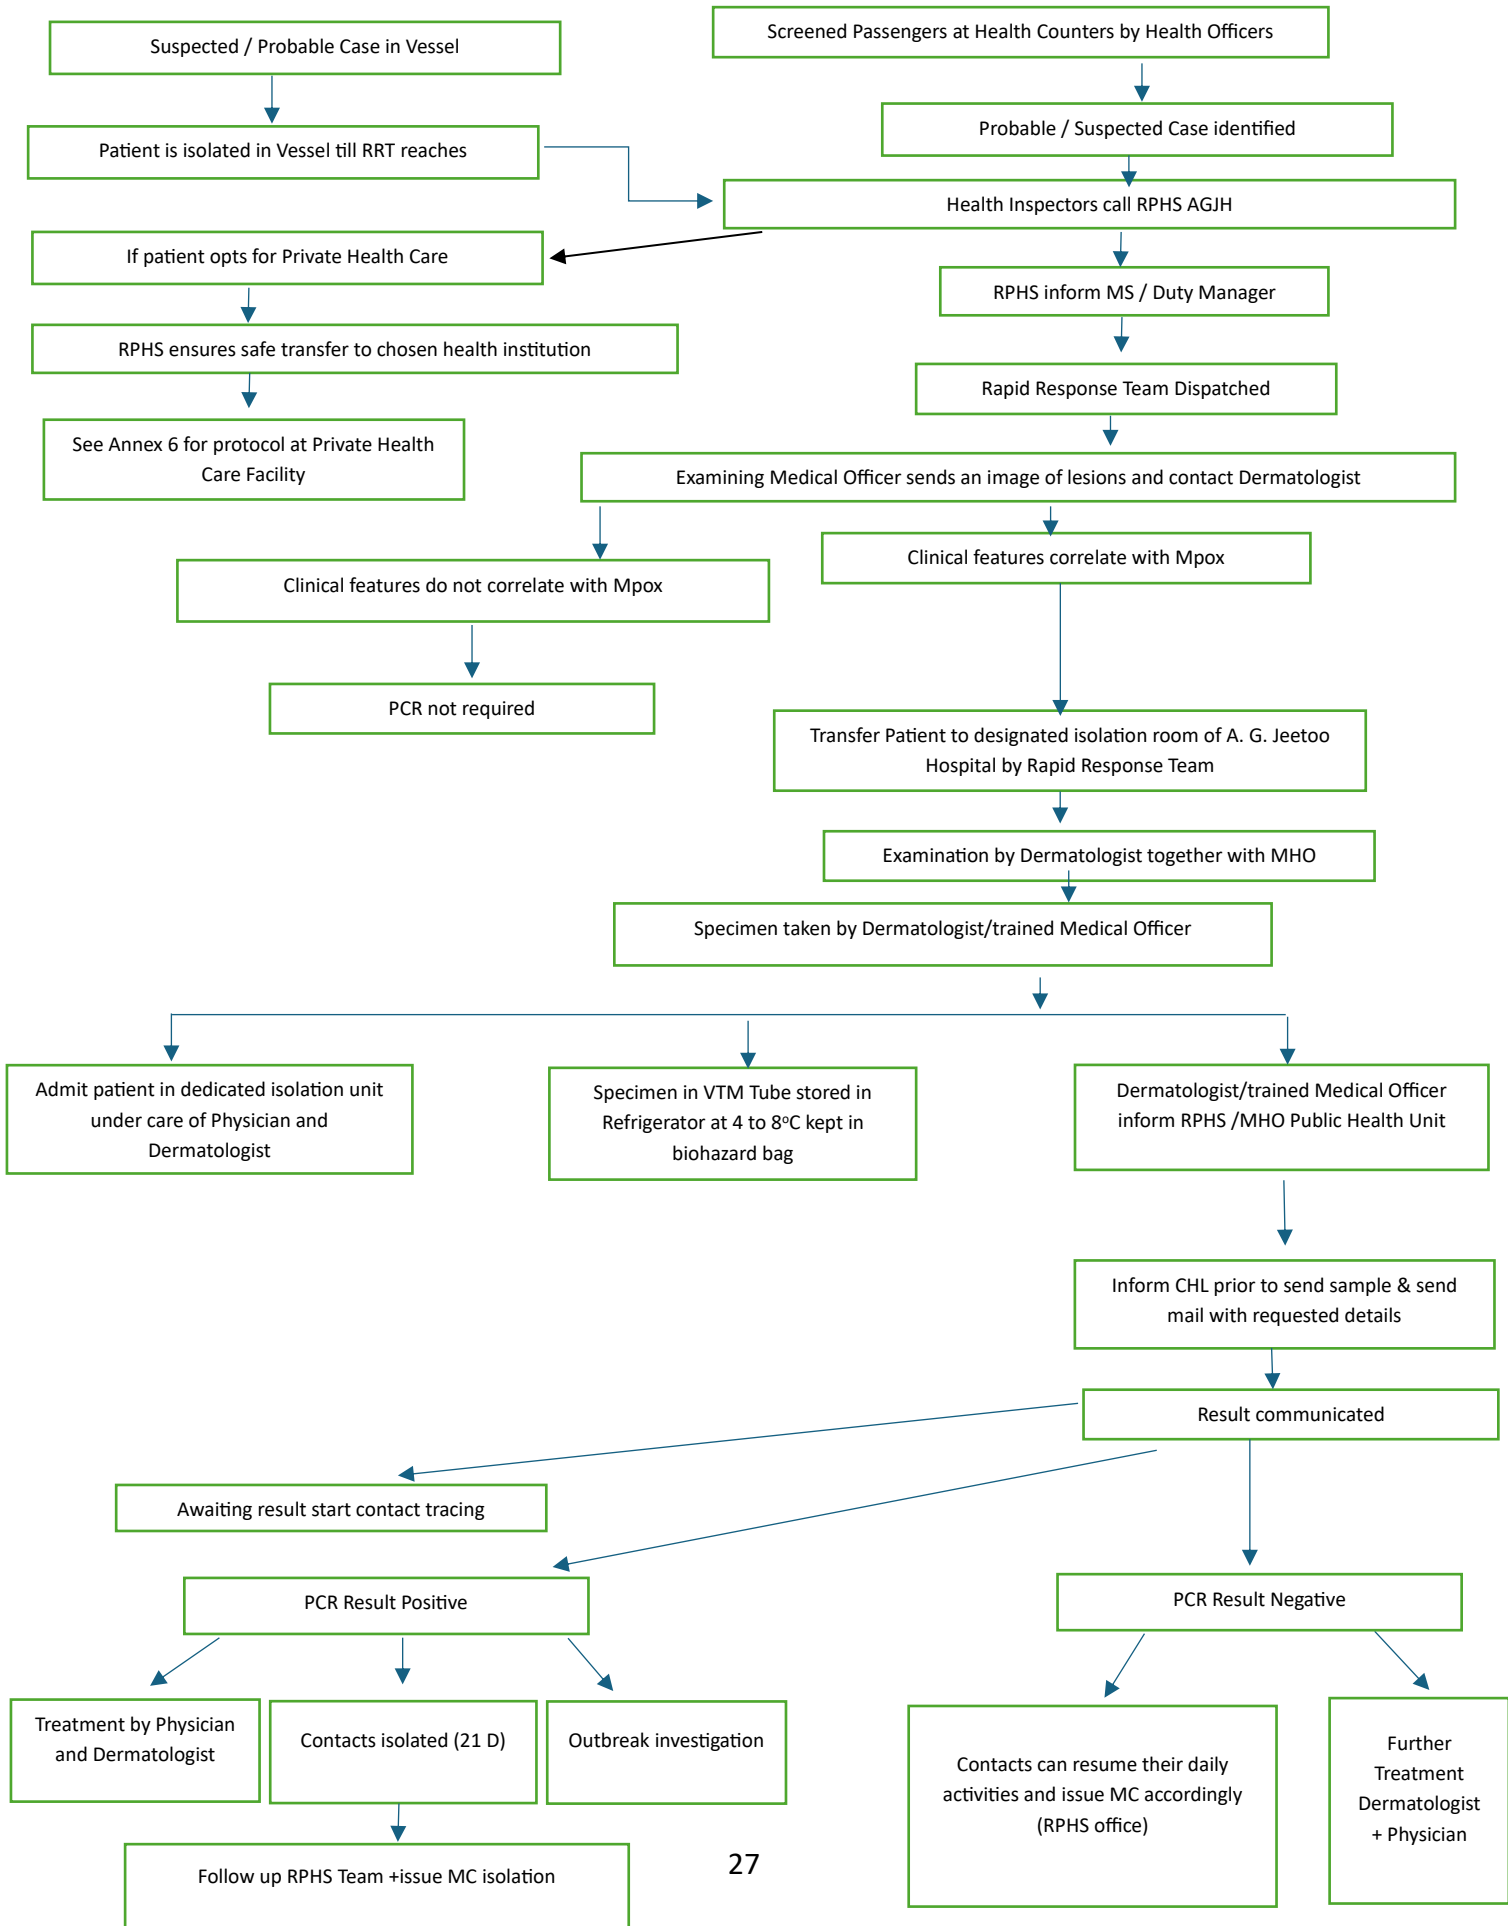 Suspected / Probable Case in Vessel
Screened Passengers at Health Counters by Health Officers
Patient is isolated in Vessel till RRT reaches
Probable / Suspected Case identified
Health Inspectors call RPHS AGJH
If patient opts for Private Health Care
RPHS inform MS / Duty Manager
RPHS ensures safe transfer to chosen health institution
Rapid Response Team Dispatched
See Annex 6 for protocol at Private Health
Care Facility
Examining Medical Officer sends an image of lesions and contact Dermatologist
Clinical features do not correlate with Mpox
Clinical features correlate with Mpox
PCR not required
Transfer Patient to designated isolation room of A. G. Jeetoo
Hospital by Rapid Response Team
Examination by Dermatologist together with MHO
Specimen taken by Dermatologist/trained Medical Officer
Admit patient in dedicated isolation unit
under care of Physician and
Dermatologist
Specimen in VTM Tube stored in
Refrigerator at 4 to 8ºC kept in
biohazard bag
Dermatologist/trained Medical Officer
inform RPHS /MHO Public Health Unit
Inform CHL prior to send sample & send
mail with requested details
Result communicated
Awaiting result start contact tracing
PCR Result Positive
PCR Result Negative
Treatment by Physician
and Dermatologist
Contacts isolated (21 D)
Outbreak investigation
Contacts can resume their daily
activities and issue MC accordingly
(RPHS office)
Further
Treatment
Dermatologist
+ Physician
Follow up RPHS Team +issue MC isolation
27